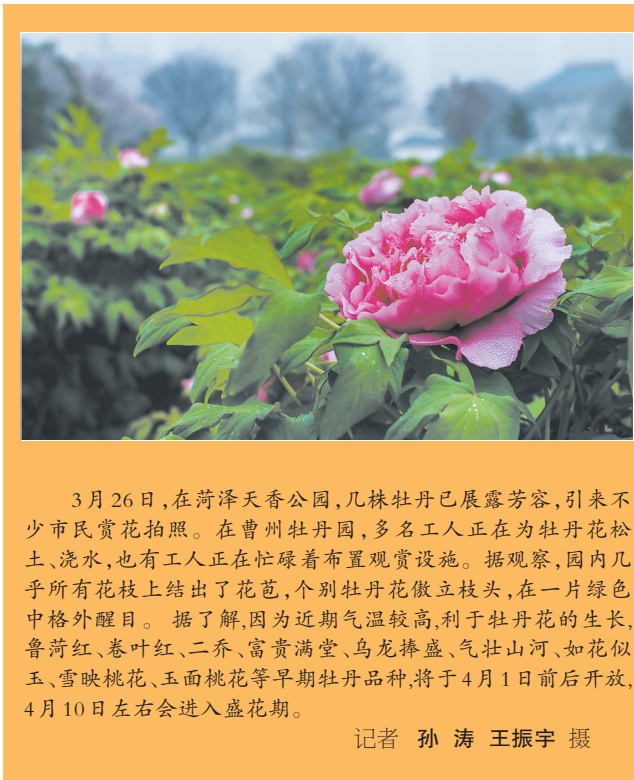 3月26日,在菏泽天香公园,几株牡丹已展露芳容,引来不
少市民赏花拍照。在曹州牡丹园,多名工人正在为牡丹花松
土、浇水,也有工人正在忙碌着布置观赏设施。据观察,园内几
乎所有花枝上结出了花苞,个别牡丹花傲立枝头,在一片绿色
中格外醒目。 据了解,因为近期气温较高,利于牡丹花的生长,
鲁菏红、卷叶红、二乔、富贵满堂、乌龙捧盛、气壮山河、如花似
玉、雪映桃花、玉面桃花等早期牡丹品种,将于4月1日前后开放,
4月10日左右会进入盛花期。
记者 孙 涛 王振宇 摄